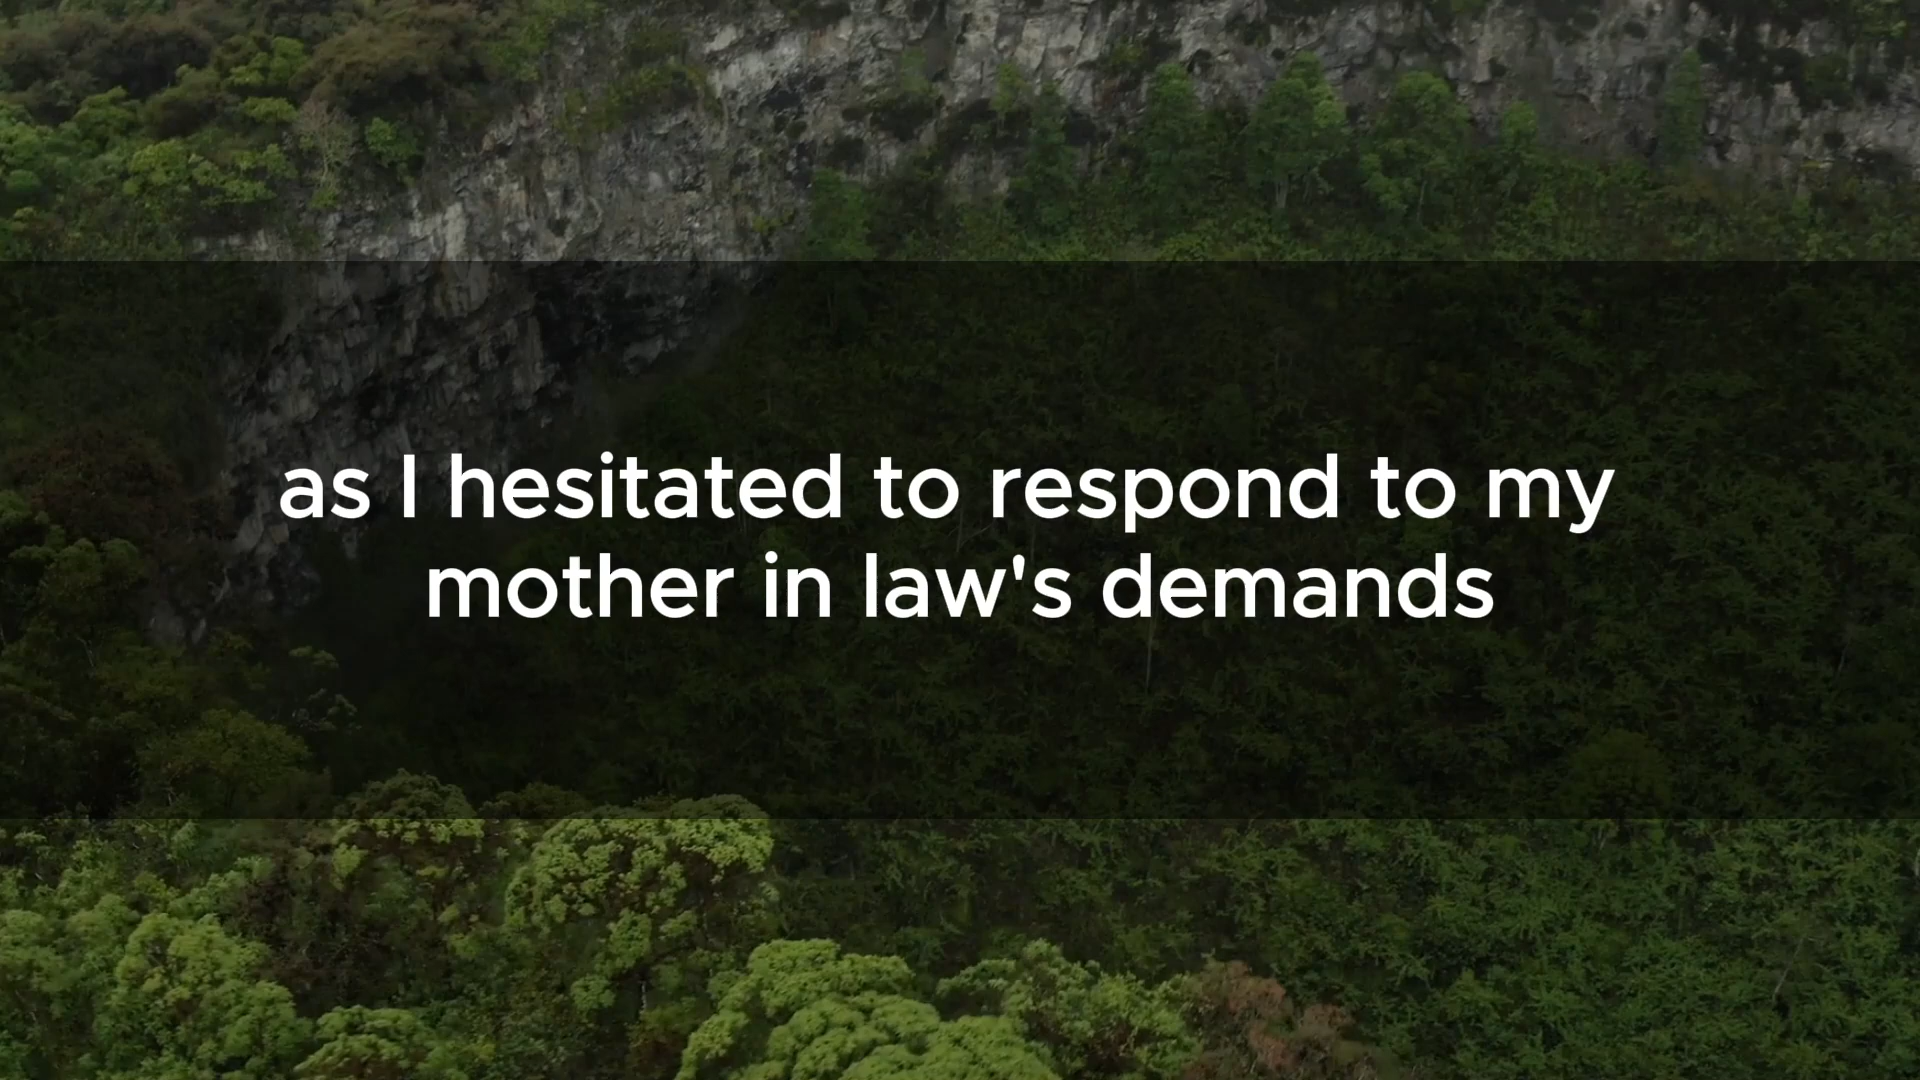 as I hesitated to respond to my
mother in law's demands